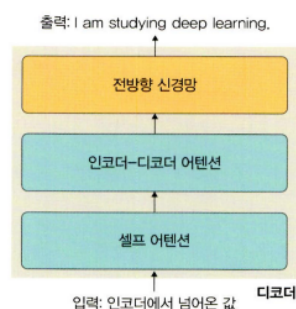 출력: I am studying deep learning.
전방향 신경망
인코더-디코더 어텐션
셀프 어텐션
디코더
입력: 인코더에서 넘어온 값